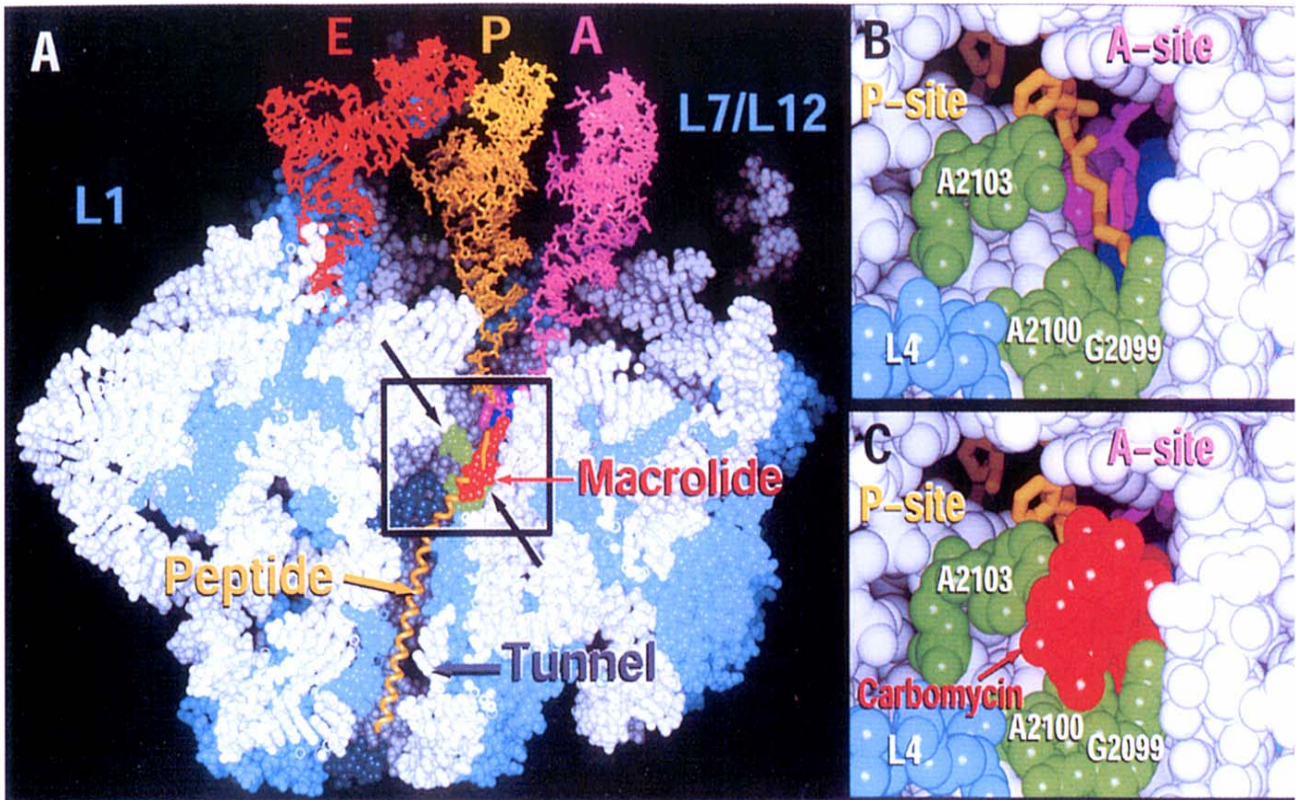 A
E P A
L7/L12
L1
Macrolide
Peptide
Tunnel
B
A-site
P-site
A2103
A2100
G2099
L4
C
A-site
P-site
A2103
Carbomycin
A2100
G2099
L4